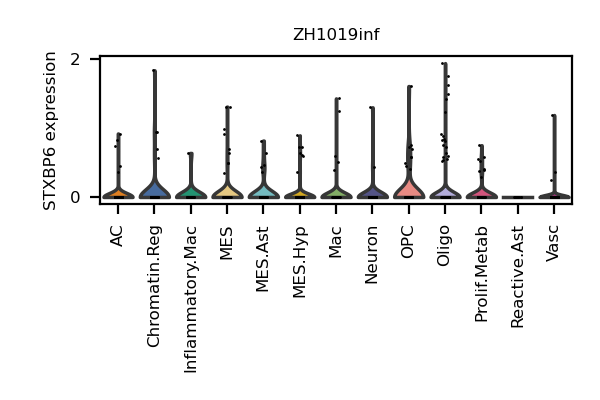 ZH1019inf
STXBP6 expression
2
0
AC
Chromatin.Reg
Inflammatory.Mac
MES
MES.Ast
MES.Hyp
Mac
Neuron
OPC
Oligo
Prolif.Metab
Reactive.Ast
Vasc